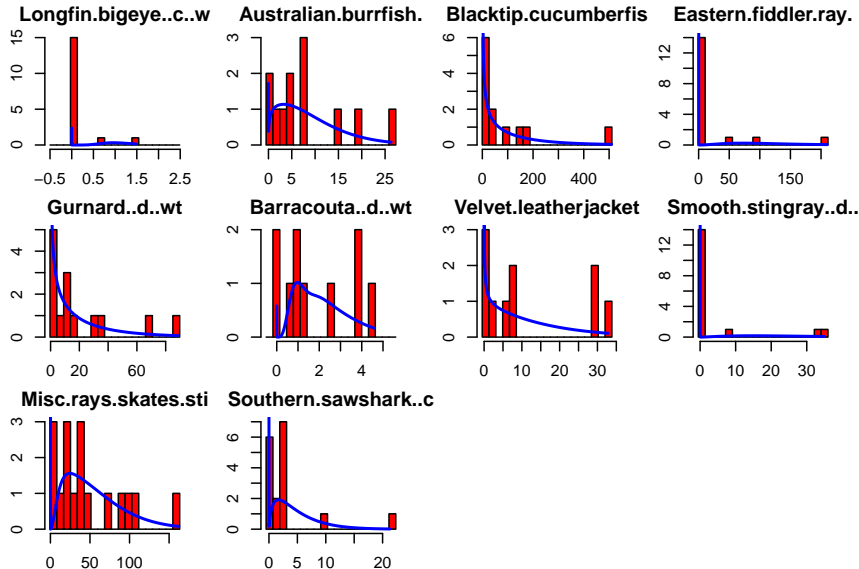 Longfin.bigeye..c..w Australian.burrfish. Blacktip.cucumberfis Eastern.fiddler.ray.
15 10 5 0
3 2 1 0
6 4 2 0
12 8 4 0
−0.5 0.5 1.5 2.5
0 5 15 25
0 200 400
0 50 150
Gurnard..d..wt Barracouta..d..wt Velvet.leatherjacket Smooth.stingray..d..
4 2 0
2 1 0
3 2 1 0
12 8 4 0
0 20 60
0 2 4
0 10 20 30
0 10 20 30
Misc.rays.skates.sti Southern.sawshark..c
3 2 1 0
6 4 2 0
0 50 100
0 5 10 20